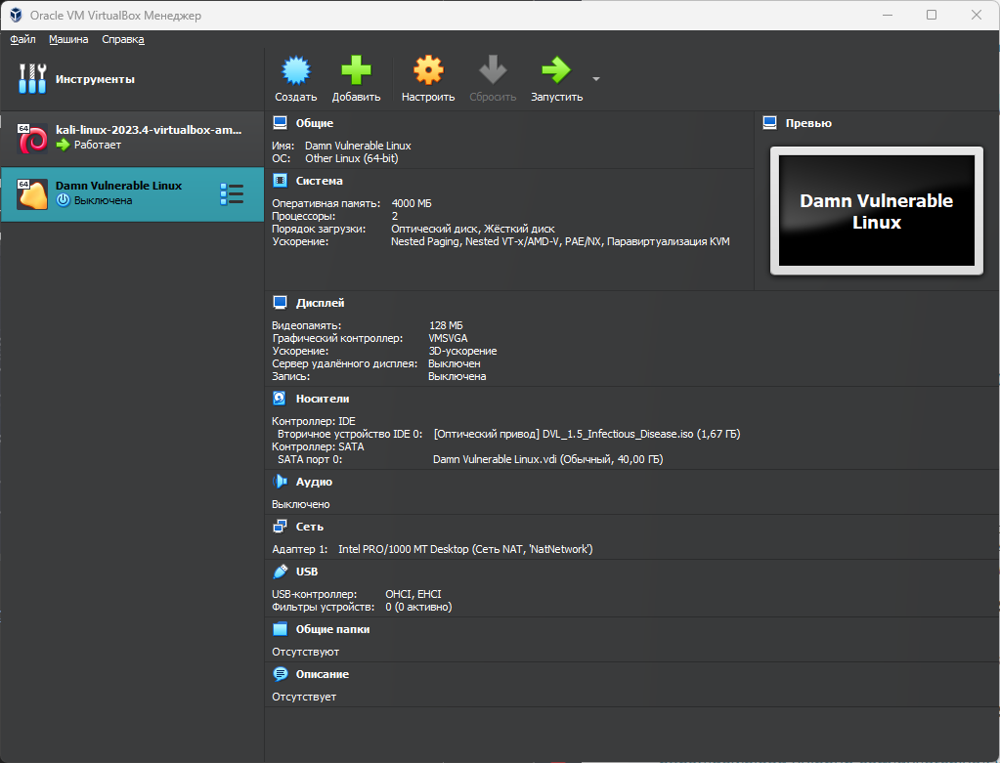 Oracle VM VirtualBox Менеджер
Файл Машина Справка
Инструменты
64
kali-linux-2023.4-virtualbox-am...
Работает
64
Damn Vulnerable Linux
Выключена
Создать Добавить Настроить Сбросить Запустить
Общие
Имя: Damn Vulnerable Linux
ОС: Other Linux (64-bit)
Превью
Damn Vulnerable
Linux
Система
Оперативная память: 4000 МБ
Процессоры: 2
Порядок загрузки: Оптический диск, Жёсткий диск
Ускорение: Nested Paging, Nested VT-x/AMD-V, PAE/NX, Паравиртуализация KVM
Дисплей
Видеопамять: 128 МБ
Графический контроллер: VMSVGA
Ускорение: 3D-ускорение
Сервер удалённого дисплея: Выключен
Запись: Выключена
Носители
Контроллер: IDE
Вторичное устройство IDE 0: [Оптический привод] DVL_1.5_Infectious_Disease.iso (1,67 ГБ)
Контроллер: SATA
SATA порт 0: Damn Vulnerable Linux.vdi (Обычный, 40,00 ГБ)
Аудио
Выключено
Сеть
Адаптер 1: Intel PRO/1000 MT Desktop (Сеть NAT, 'NatNetwork')
USB
USB-контроллер: OHCI, EHCI
Фильтры устройств: 0 (0 активно)
Общие папки
Отсутствуют
Описание
Отсутствует